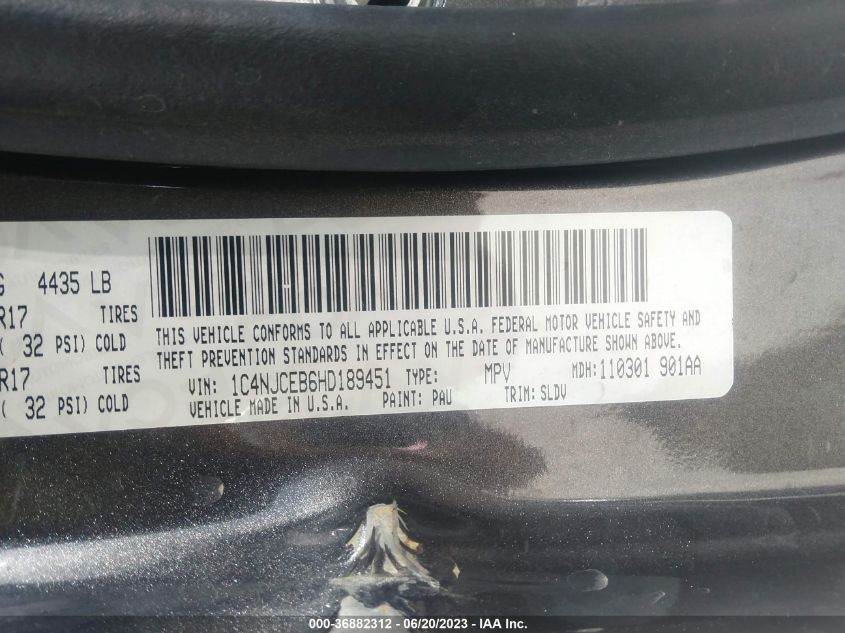 G 4435 LB
R17 TIRES
( 32 PSI) COLD
R17 TIRES
( 32 PSI) COLD
THIS VEHICLE CONFORMS TO ALL APPLICABLE U.S.A. FEDERAL MOTOR VEHICLE SAFETY AND
THEFT PREVENTION STANDARDS IN EFFECT ON THE DATE OF MANUFACTURE SHOWN ABOVE.
VIN: 1C4NJCEB6HD189451 TYPE: MPV MDH: 110301 901AA
VEHICLE MADE IN U.S.A. PAINT: PAU TRIM: SLDV
000-36882312 - 06/20/2023 - IAA Inc.